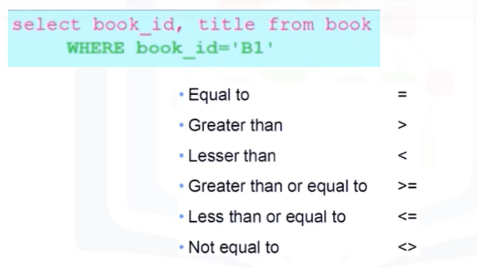 select book_id, title from book
WHERE book_id='B1'
• Equal to =
• Greater than >
• Lesser than <
• Greater than or equal to >=
• Less than or equal to <=
• Not equal to <>